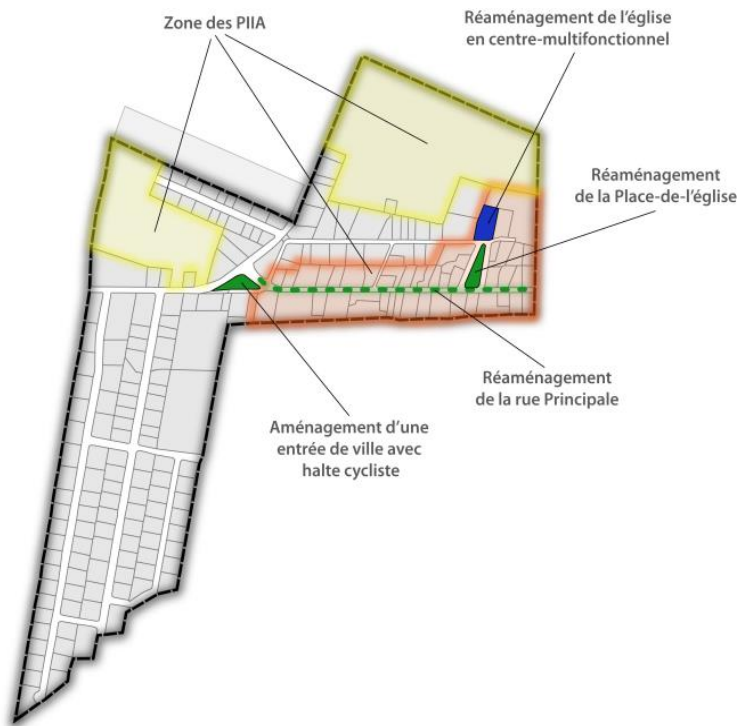 Zone des PIIA
Réaménagement de l'église
en centre-multifonctionnel
Réaménagement
de la Place-de-l'église
Réaménagement
de la rue Principale
Aménagement d'une
entrée de ville avec
halte cycliste